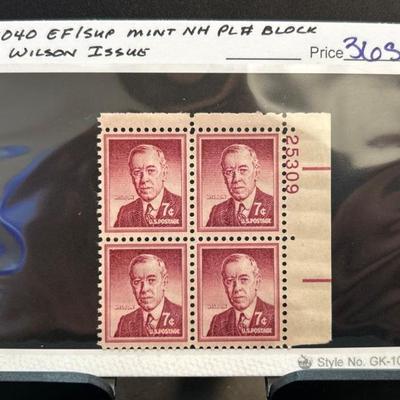 040 EF/SUP MINT NH PL# BLOCK
WILSON ISSUE
Price 3 63
25309
WILSON
7¢
U.S. POSTAGE
WILSON
7¢
U.S. POSTAGE
WILSON
7¢
U.S. POSTAGE
WILSON
7¢
U.S. POSTAGE
Style No. GK-10